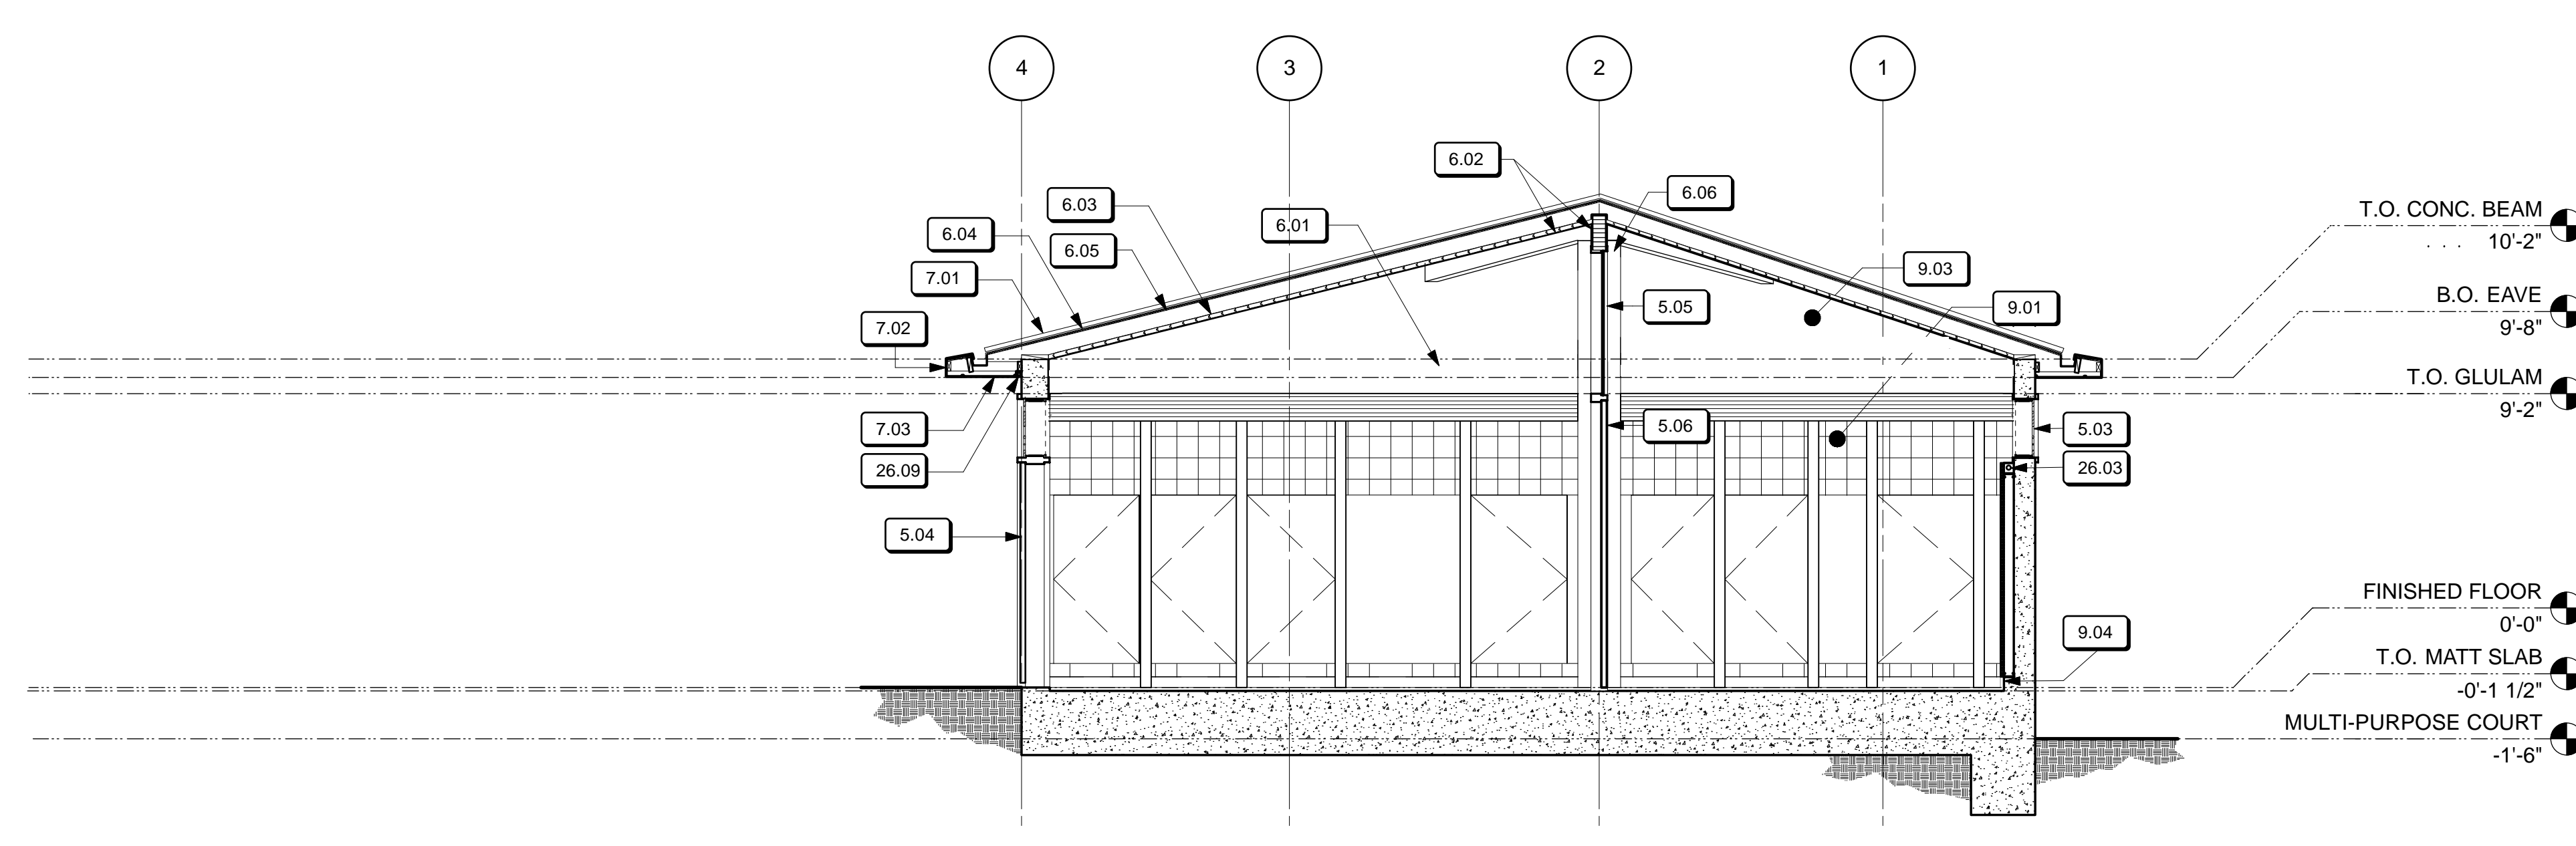 4 3 2 1
6.02
6.06
6.03
6.01
6.04
6.05
7.01
9.03
5.05
9.01
7.02
7.03
5.06
5.03
26.09
26.03
5.04
9.04
T.O. CONC. BEAM
. . . 10'-2"
B.O. EAVE
9'-8"
T.O. GLULAM
9'-2"
FINISHED FLOOR
0'-0"
T.O. MATT SLAB
-0'-1 1/2"
MULTI-PURPOSE COURT
-1'-6"